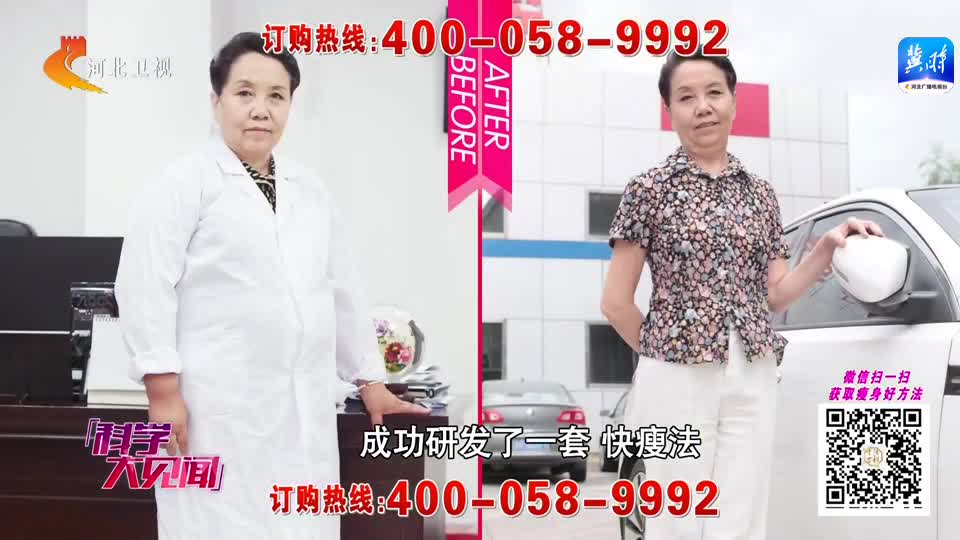 订购热线:400-058-9992
河北卫视
冀时
河北广播电视台
BEFORE
AFTER
微信扫一扫
获取瘦身好方法
「科学大见闻」
成功研发了一套 快瘦法
订购热线:400-058-9992